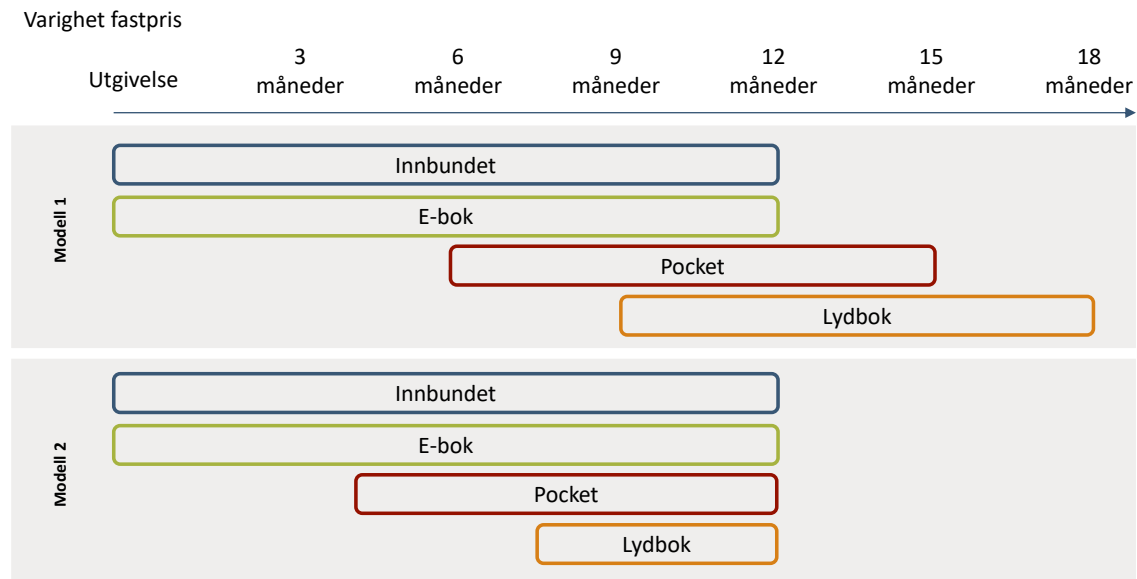 Varighet fastpris
Utgivelse
3 måneder
6 måneder
9 måneder
12 måneder
15 måneder
18 måneder
Modell 1
Innbundet
E-bok
Pocket
Lydbok
Modell 2
Innbundet
E-bok
Pocket
Lydbok